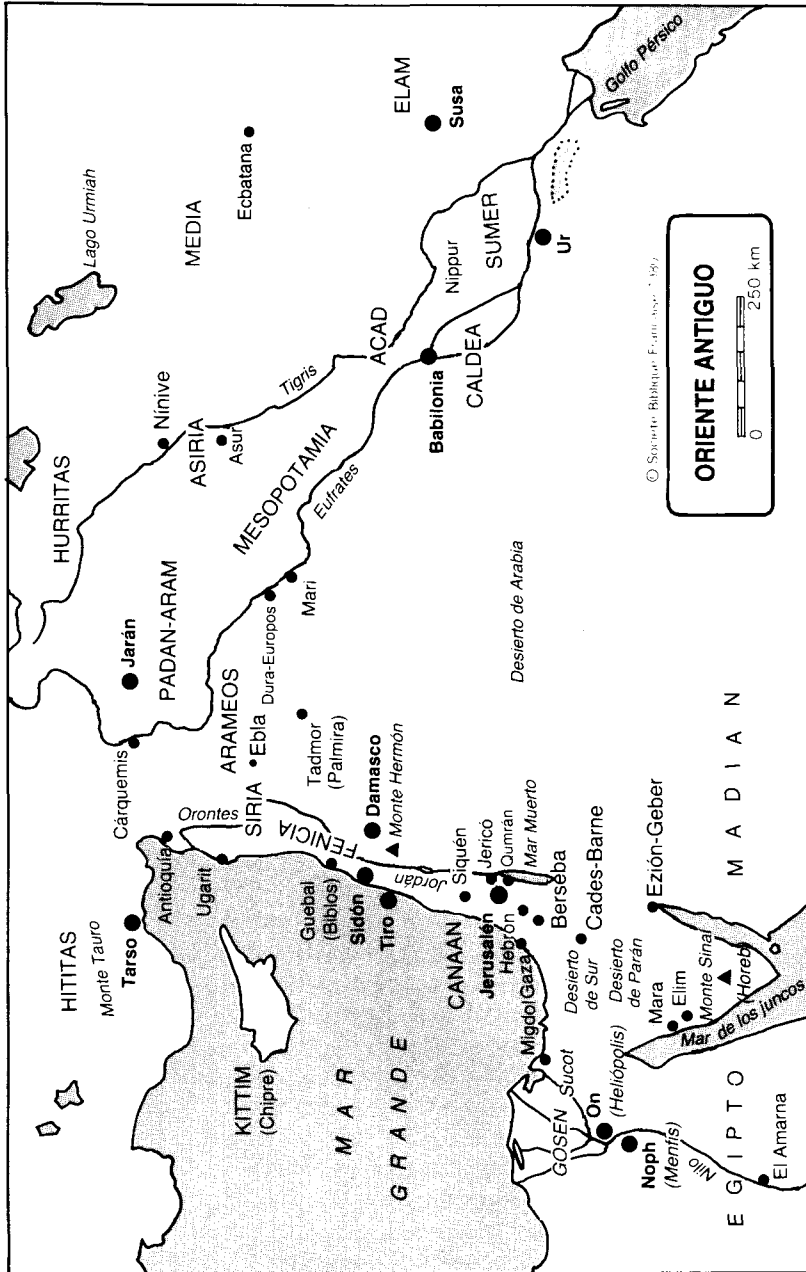 HITITAS
Monte Tauro
Tarso
HURRITAS
Lago Urmiah
Cárquemis
Jarán
PADAN-ARAM
Nínive
ASIRIA
Asur
MEDIA
Ecbatana
Antioquía
Orontes
Ugarit
SIRIA
ARAMEOS
Ebla
Dura-Europos
Mari
MESOPOTAMIA
Tigris
Eufrates
KITTIM
(Chipre)
Tadmor
(Palmira)
MAR
GRANDE
Guebal
(Biblos)
FENICIA
Sidón
Tiro
Damasco
Monte Hermón
ACAD
Babilonia
CALDEA
Nippur
SUMER
ELAM
Susa
Ur
Golfo Pérsico
Jordán
CANAAN
Siquén
Jericó
Qumrán
Mar Muerto
Jerusalén
Hebrón
Gaza
Berseba
Migdol
Desierto de Arabia
Desierto
de Sur
Cades-Barne
Sucot
GOSEN
On
(Heliópolis)
Noph
(Menfis)
Desierto
de Parán
Ezión-Geber
Mara
Elim
Monte Sinaí
(Horeb)
Mar de los juncos
MADIAN
EGIPTO
Nilo
El Amarna
© Société Biblique
ORIENTE ANTIGUO
0 250 km